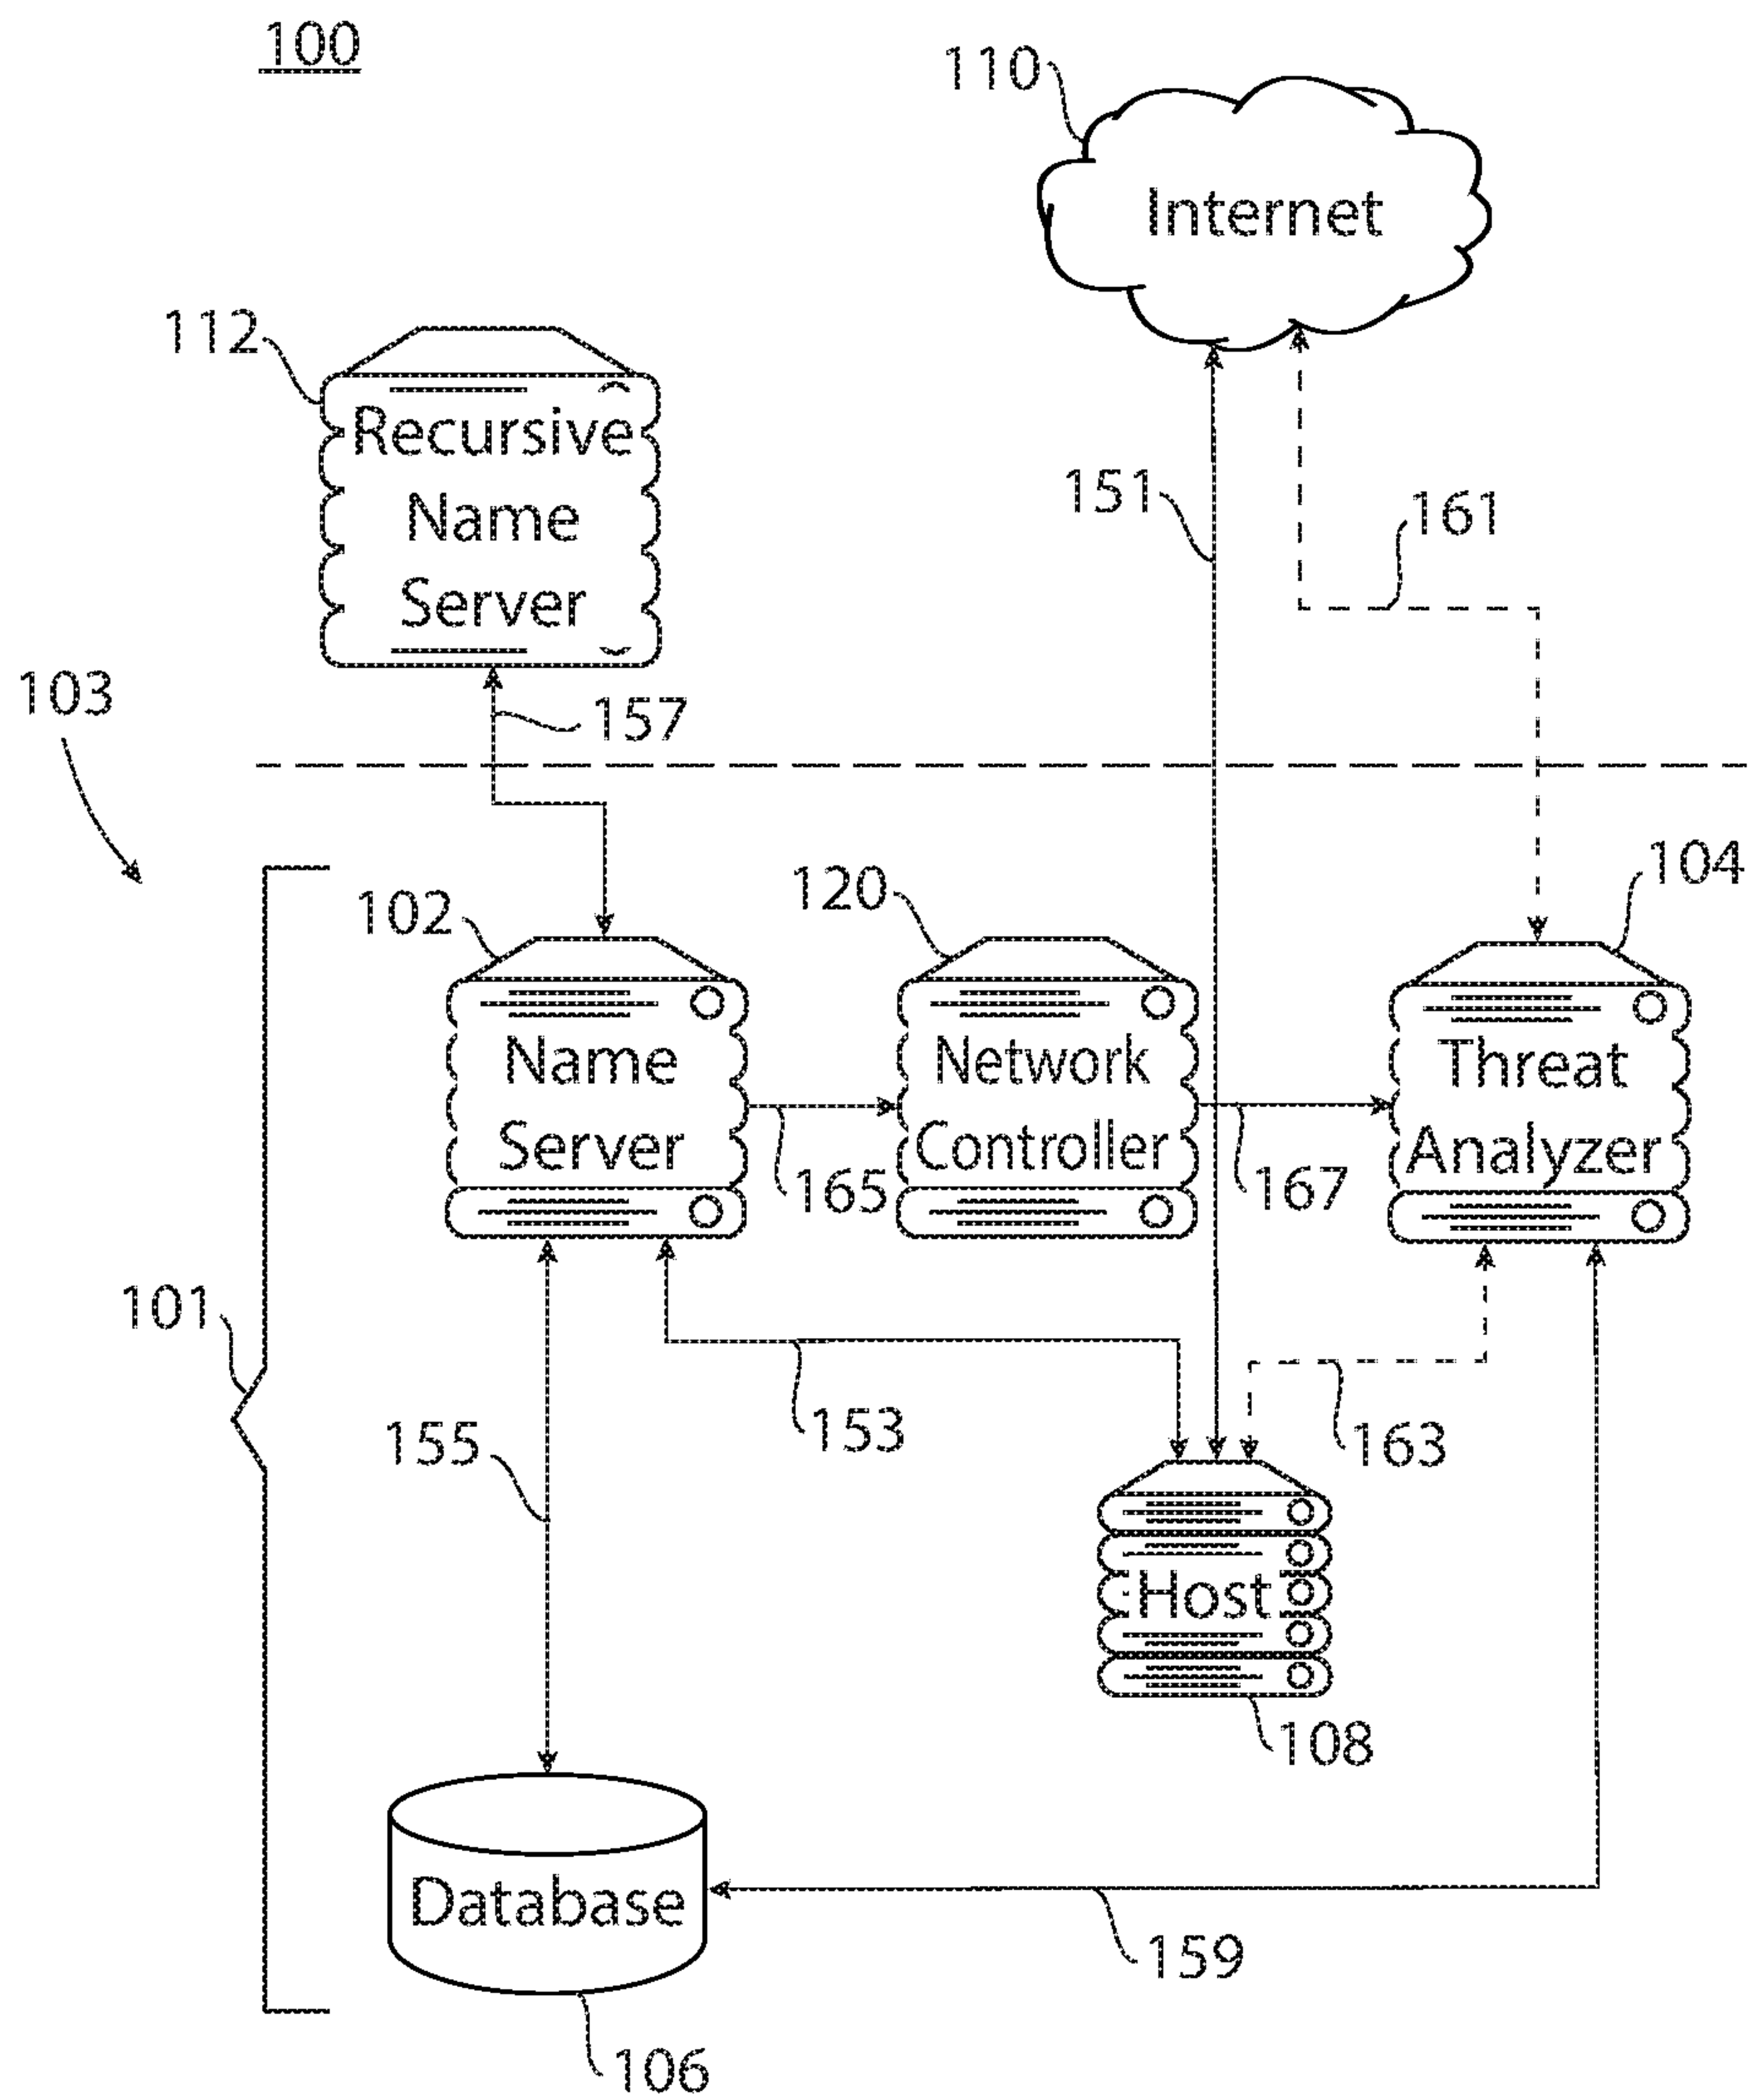 100
110
Internet
112
Recursive
Name
Server
151
161
103
157
102
120
104
Name
Server
Network
Controller
Threat
Analyzer
165
167
101
153
163
155
Host
108
Database
159
106